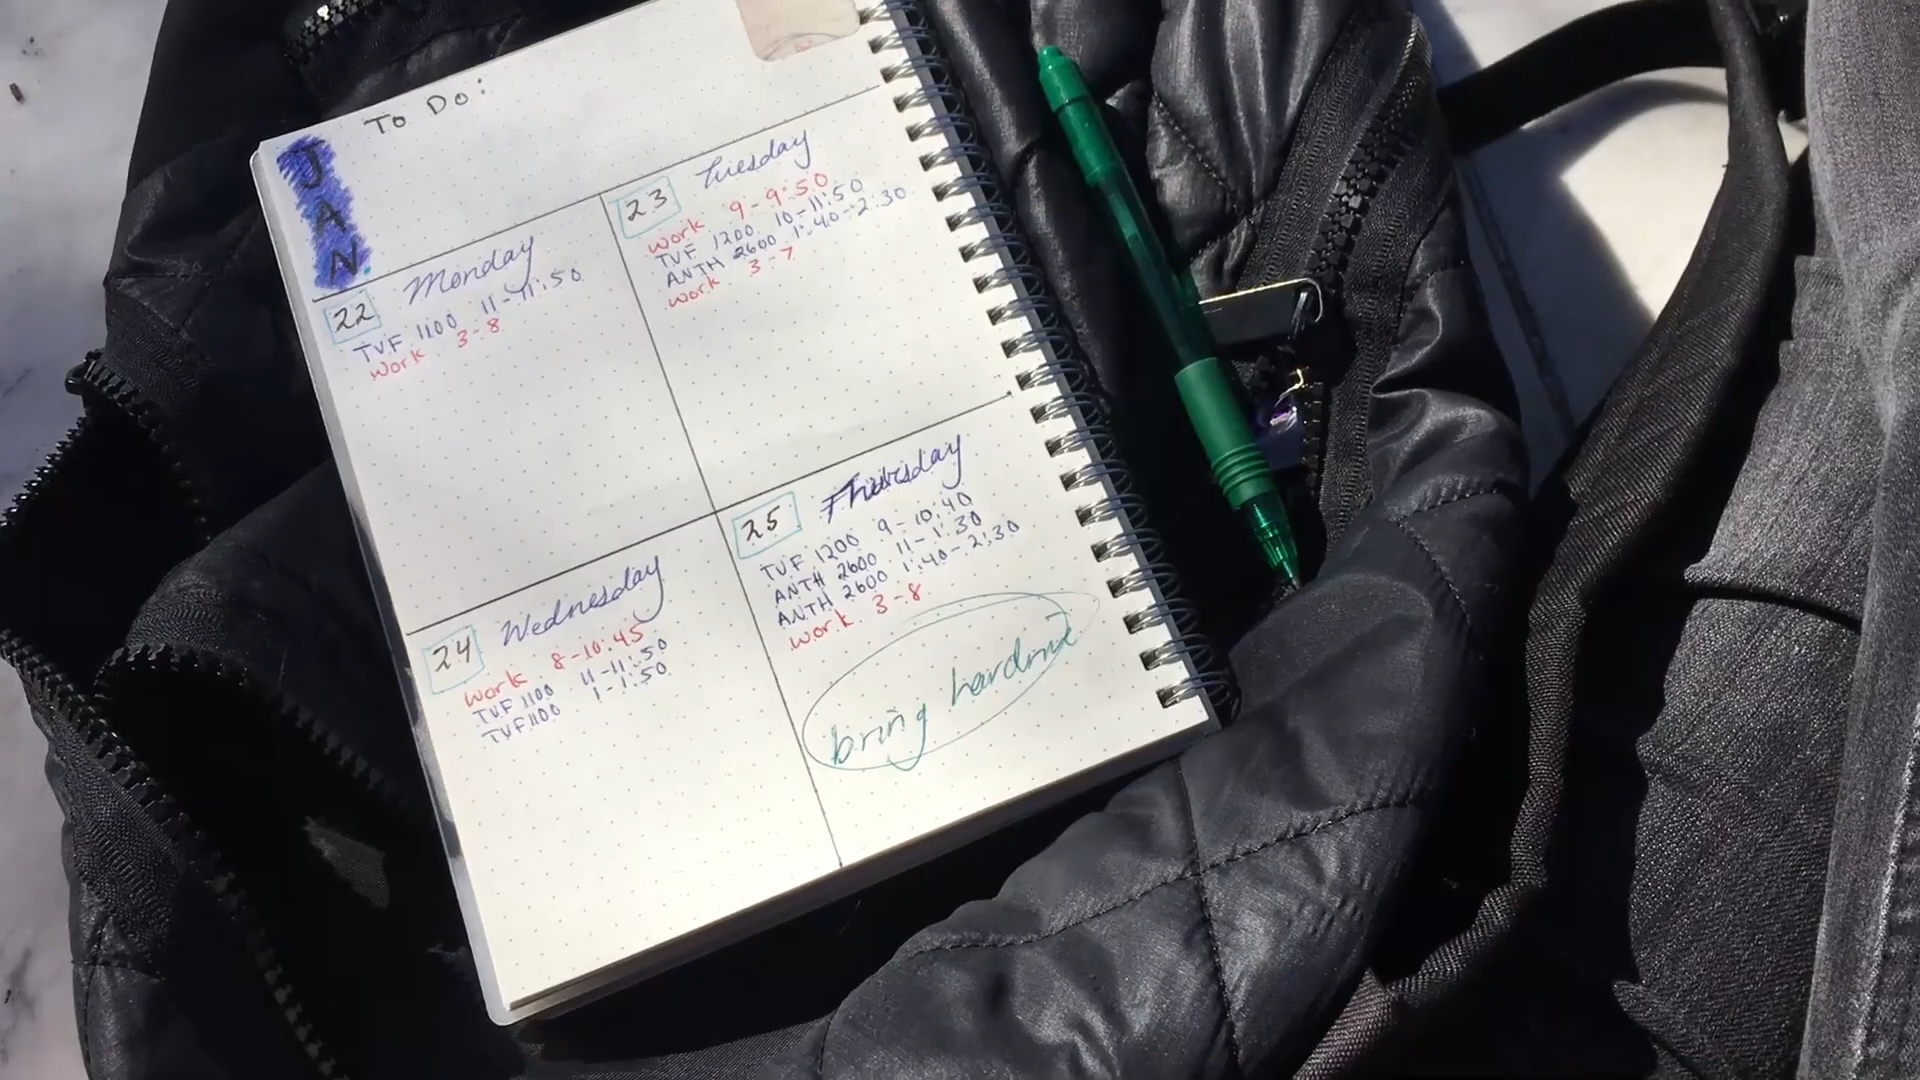 To Do:
JAN.
22 Monday
TVF 1100 11-11:50
work 3-8
23 Tuesday
work 9-9:50
TVF 1200 10-11:50
ANTH 2600 1:40-2:30
work 3-7
24 Wednesday
work 8-10:45
TVF 1100 11-11:50
TVF 1100 1-1:50
25 Thursday
TVF 1200 9-10:40
ANTH 2600 11-1:30
ANTH 2600 1:40-2:30
work 3-8
bring hardrive